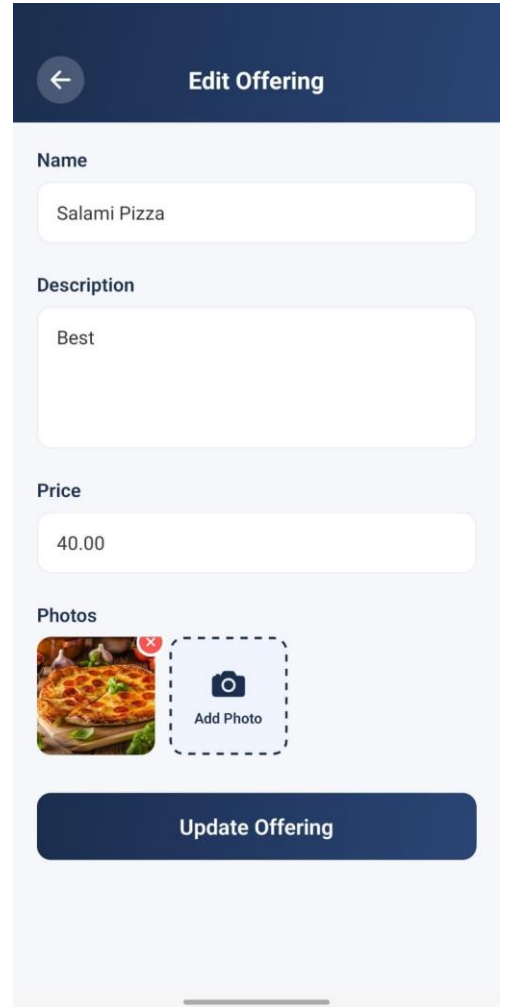 Edit Offering
Name
Salami Pizza
Description
Best
Price
40.00
Photos
Add Photo
Update Offering